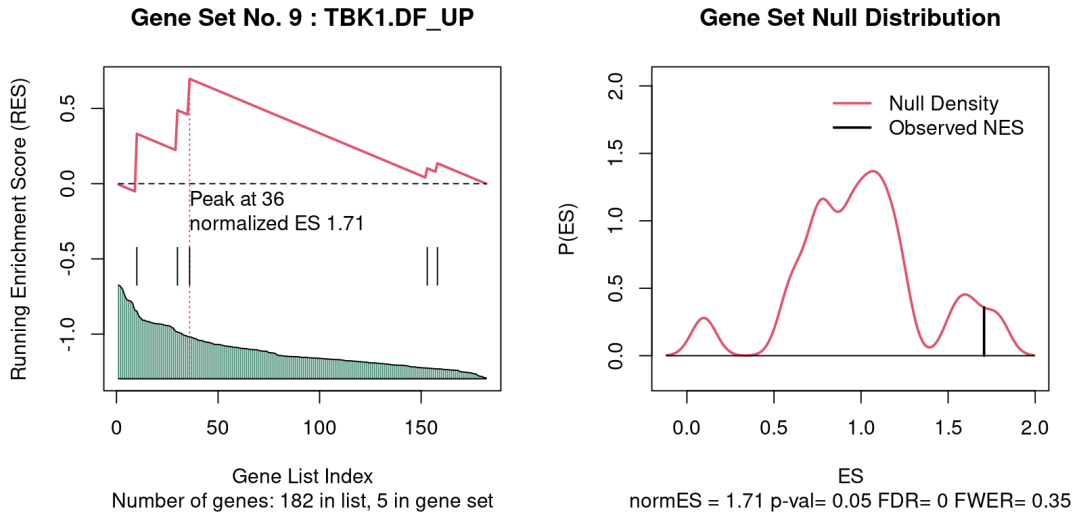 Gene Set No. 9 : TBK1.DF_UP
Running Enrichment Score (RES)
0.5
0.0
-0.5
-1.0
Peak at 36
normalized ES 1.71
0 50 100 150
Gene List Index
Number of genes: 182 in list, 5 in gene set
Gene Set Null Distribution
P(ES)
2.0
1.5
1.0
0.5
0.0
Null Density
Observed NES
0.0 0.5 1.0 1.5 2.0
ES
normES = 1.71 p-val= 0.05 FDR= 0 FWER= 0.35